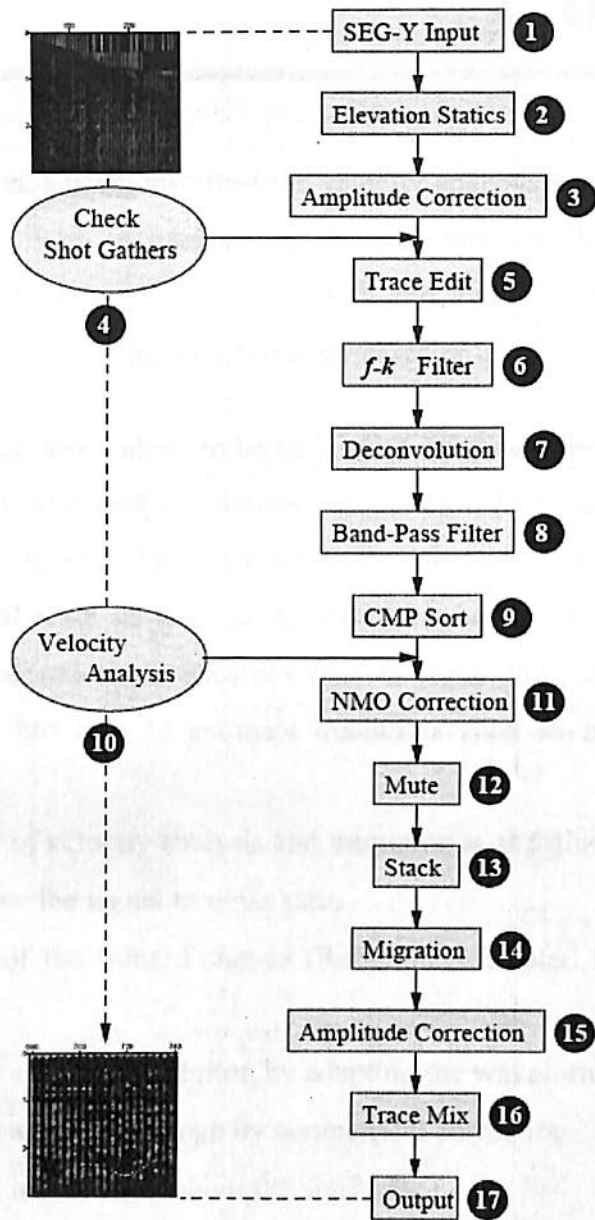 SEG-Y Input 1
Elevation Statics 2
Amplitude Correction 3
Check
Shot Gathers
4
Trace Edit 5
f-k Filter 6
Deconvolution 7
Band-Pass Filter 8
CMP Sort 9
Velocity
Analysis
10
NMO Correction 11
Mute 12
Stack 13
Migration 14
Amplitude Correction 15
Trace Mix 16
Output 17